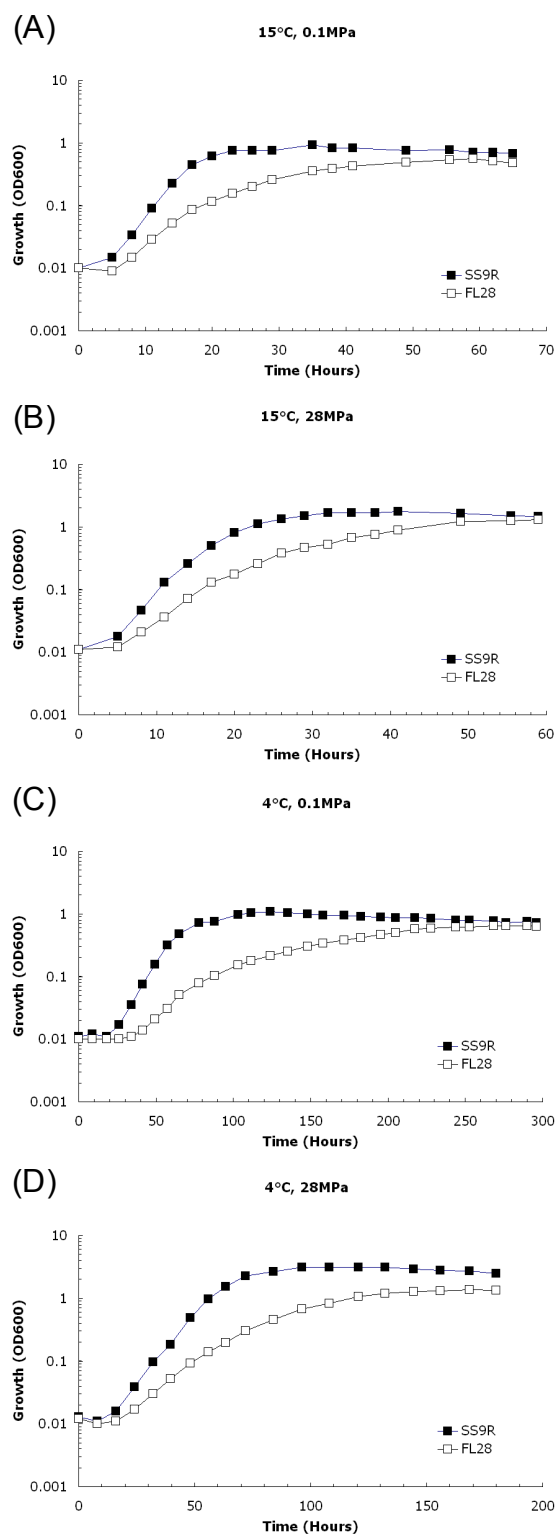 (A)
15°C, 0.1MPa
10
1
0.1
0.01
0.001
Growth (OD600)
SS9R
FL28
0 10 20 30 40 50 60 70
Time (Hours)
(B)
15°C, 28MPa
10
1
0.1
0.01
0.001
Growth (OD600)
SS9R
FL28
0 10 20 30 40 50 60
Time (Hours)
(C)
4°C, 0.1MPa
10
1
0.1
0.01
0.001
Growth (OD600)
SS9R
FL28
0 50 100 150 200 250 300
Time (Hours)
(D)
4°C, 28MPa
10
1
0.1
0.01
0.001
Growth (OD600)
SS9R
FL28
0 50 100 150 200
Time (Hours)